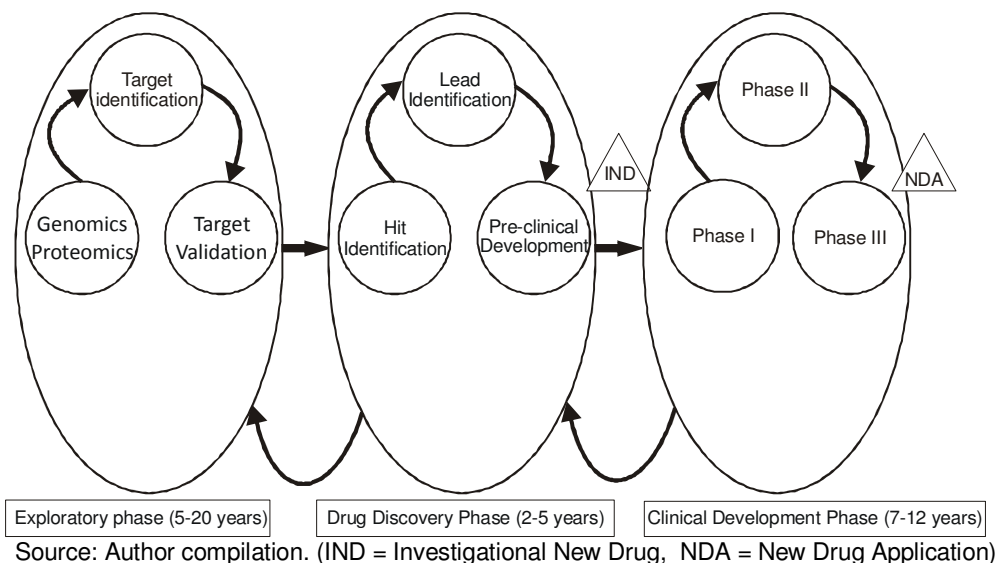 Target
identification
Genomics
Proteomics
Target
Validation
Lead
Identification
Hit
Identification
Pre-clinical
Development
IND
Phase II
Phase I
Phase III
NDA
Exploratory phase (5-20 years)
Drug Discovery Phase (2-5 years)
Clinical Development Phase (7-12 years)
Source: Author compilation. (IND = Investigational New Drug, NDA = New Drug Application)